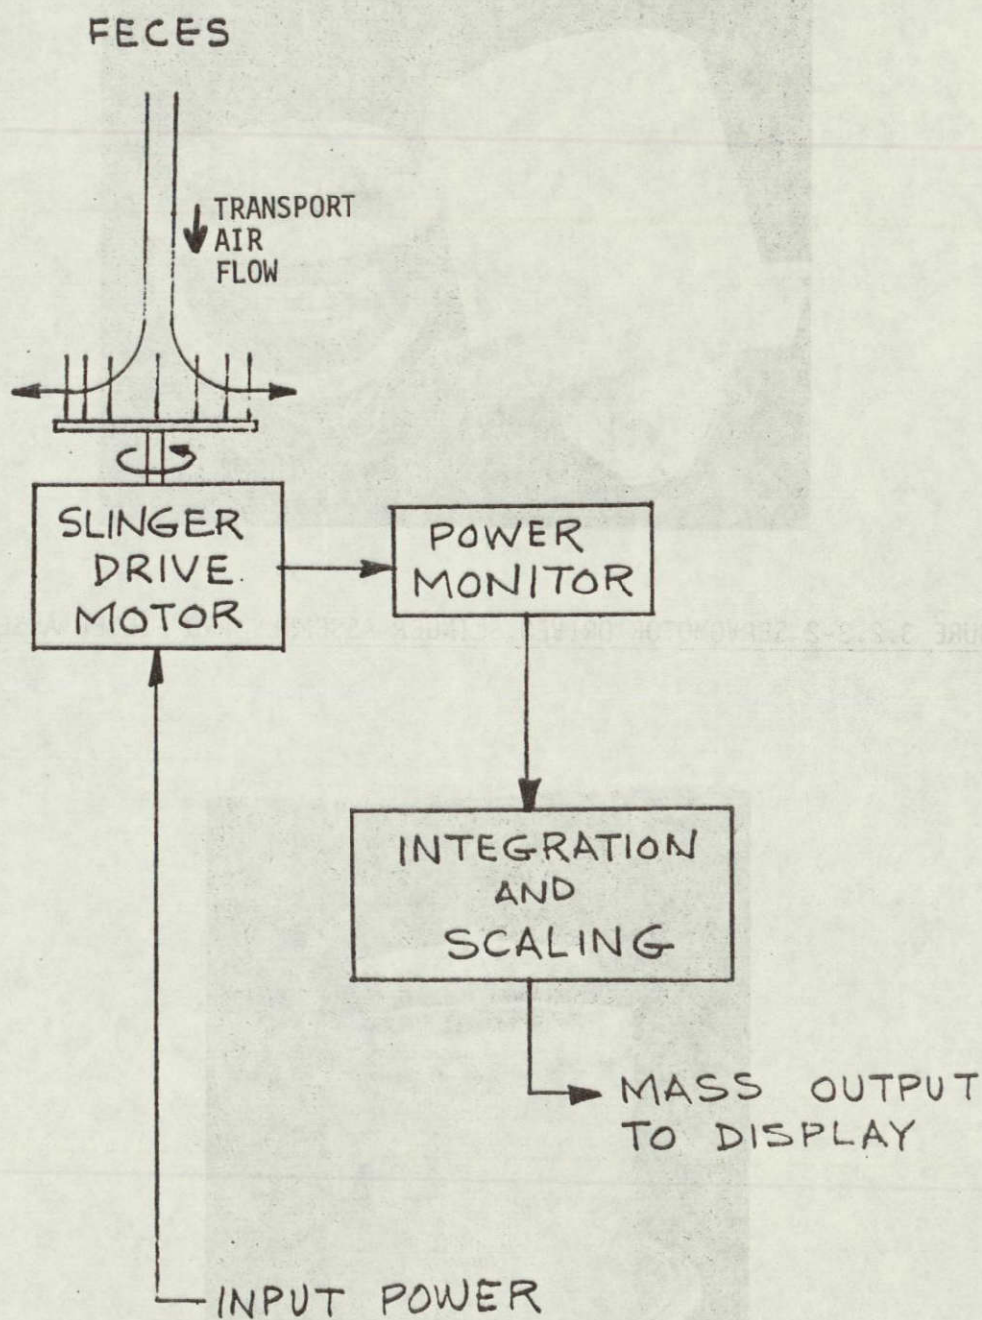 FECES
TRANSPORT
AIR
FLOW
SLINGER
DRIVE
MOTOR
POWER
MONITOR
INTEGRATION
AND
SCALING
MASS OUTPUT
TO DISPLAY
INPUT POWER